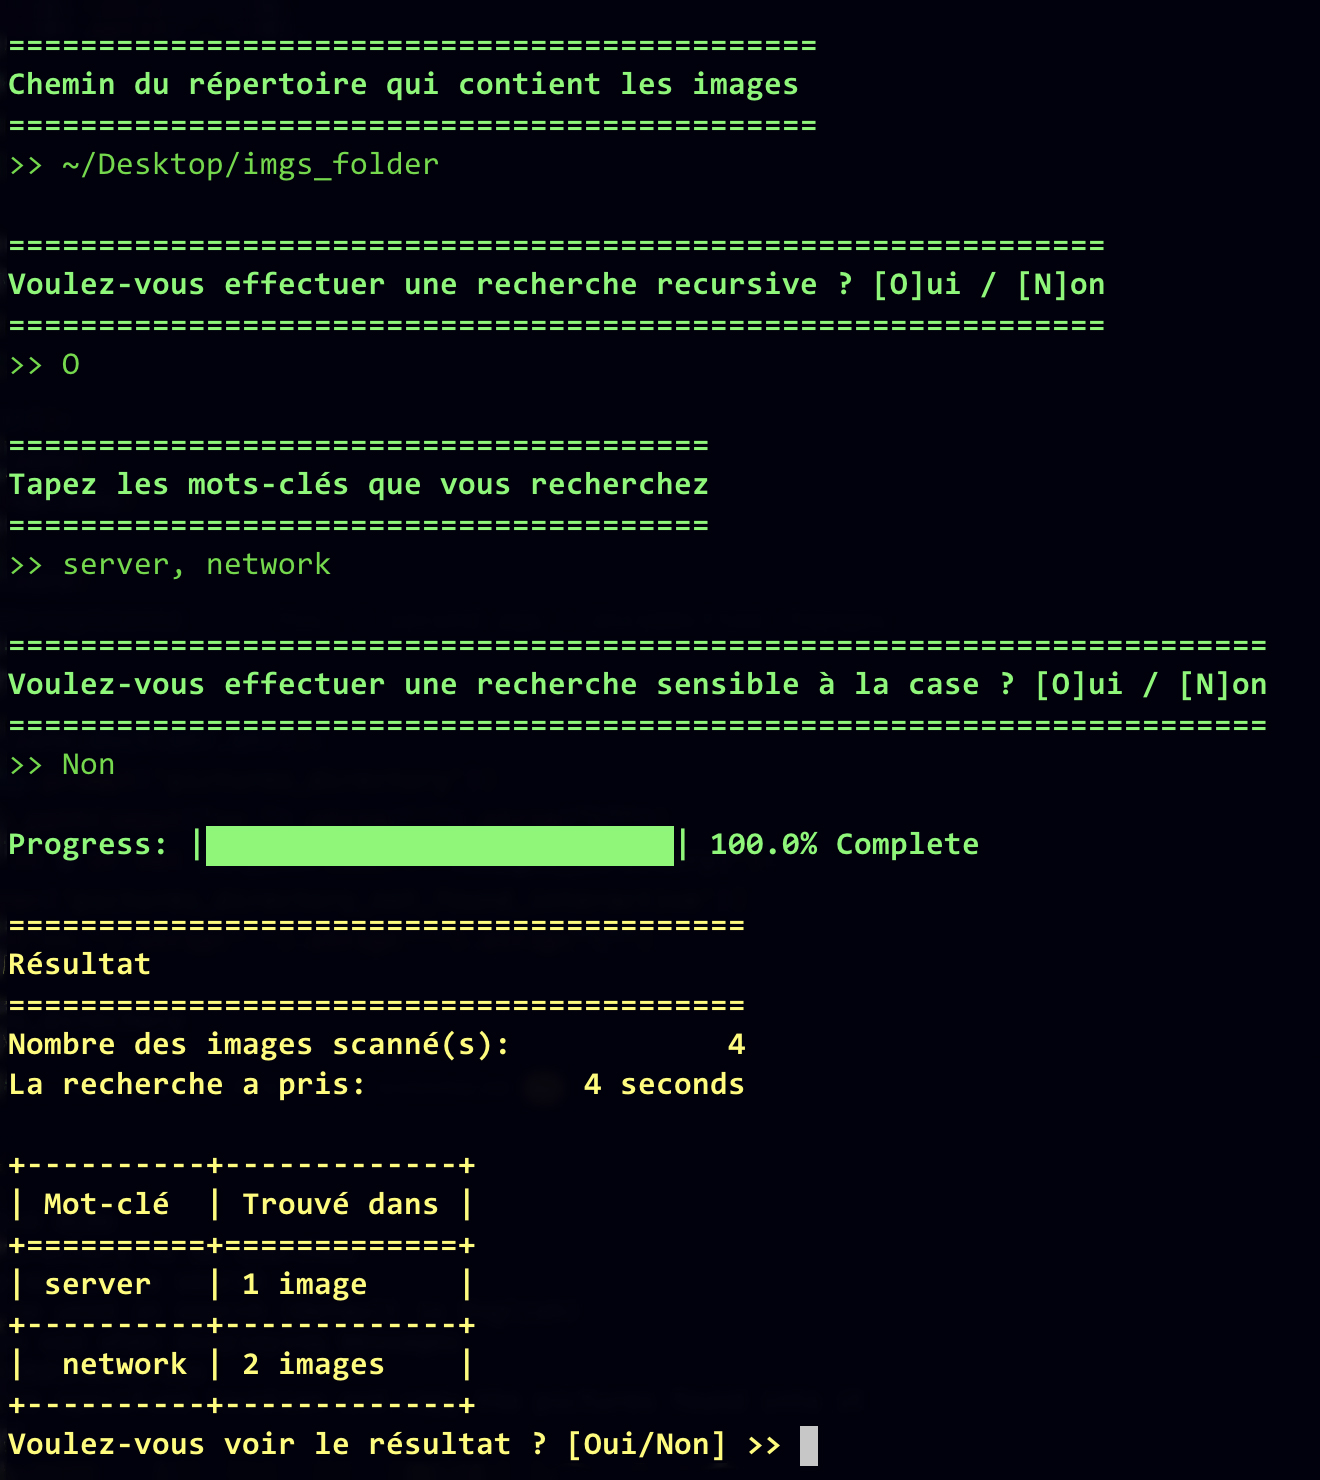 =============================================
Chemin du répertoire qui contient les images
=============================================
>> ~/Desktop/imgs_folder
=============================================================
Voulez-vous effectuer une recherche recursive ? [O]ui / [N]on
=============================================================
>> O
=======================================
Tapez les mots-clés que vous recherchez
=======================================
>> server, network
======================================================================
Voulez-vous effectuer une recherche sensible à la case ? [O]ui / [N]on
======================================================================
>> Non
Progress: |██████████████████████████| 100.0% Complete
=========================================
Résultat
=========================================
Nombre des images scanné(s):            4
La recherche a pris:            4 seconds
+----------+-------------+
| Mot-clé  | Trouvé dans |
+==========+=============+
| server   | 1 image     |
+----------+-------------+
|  network | 2 images    |
+----------+-------------+
Voulez-vous voir le résultat ? [Oui/Non] >>